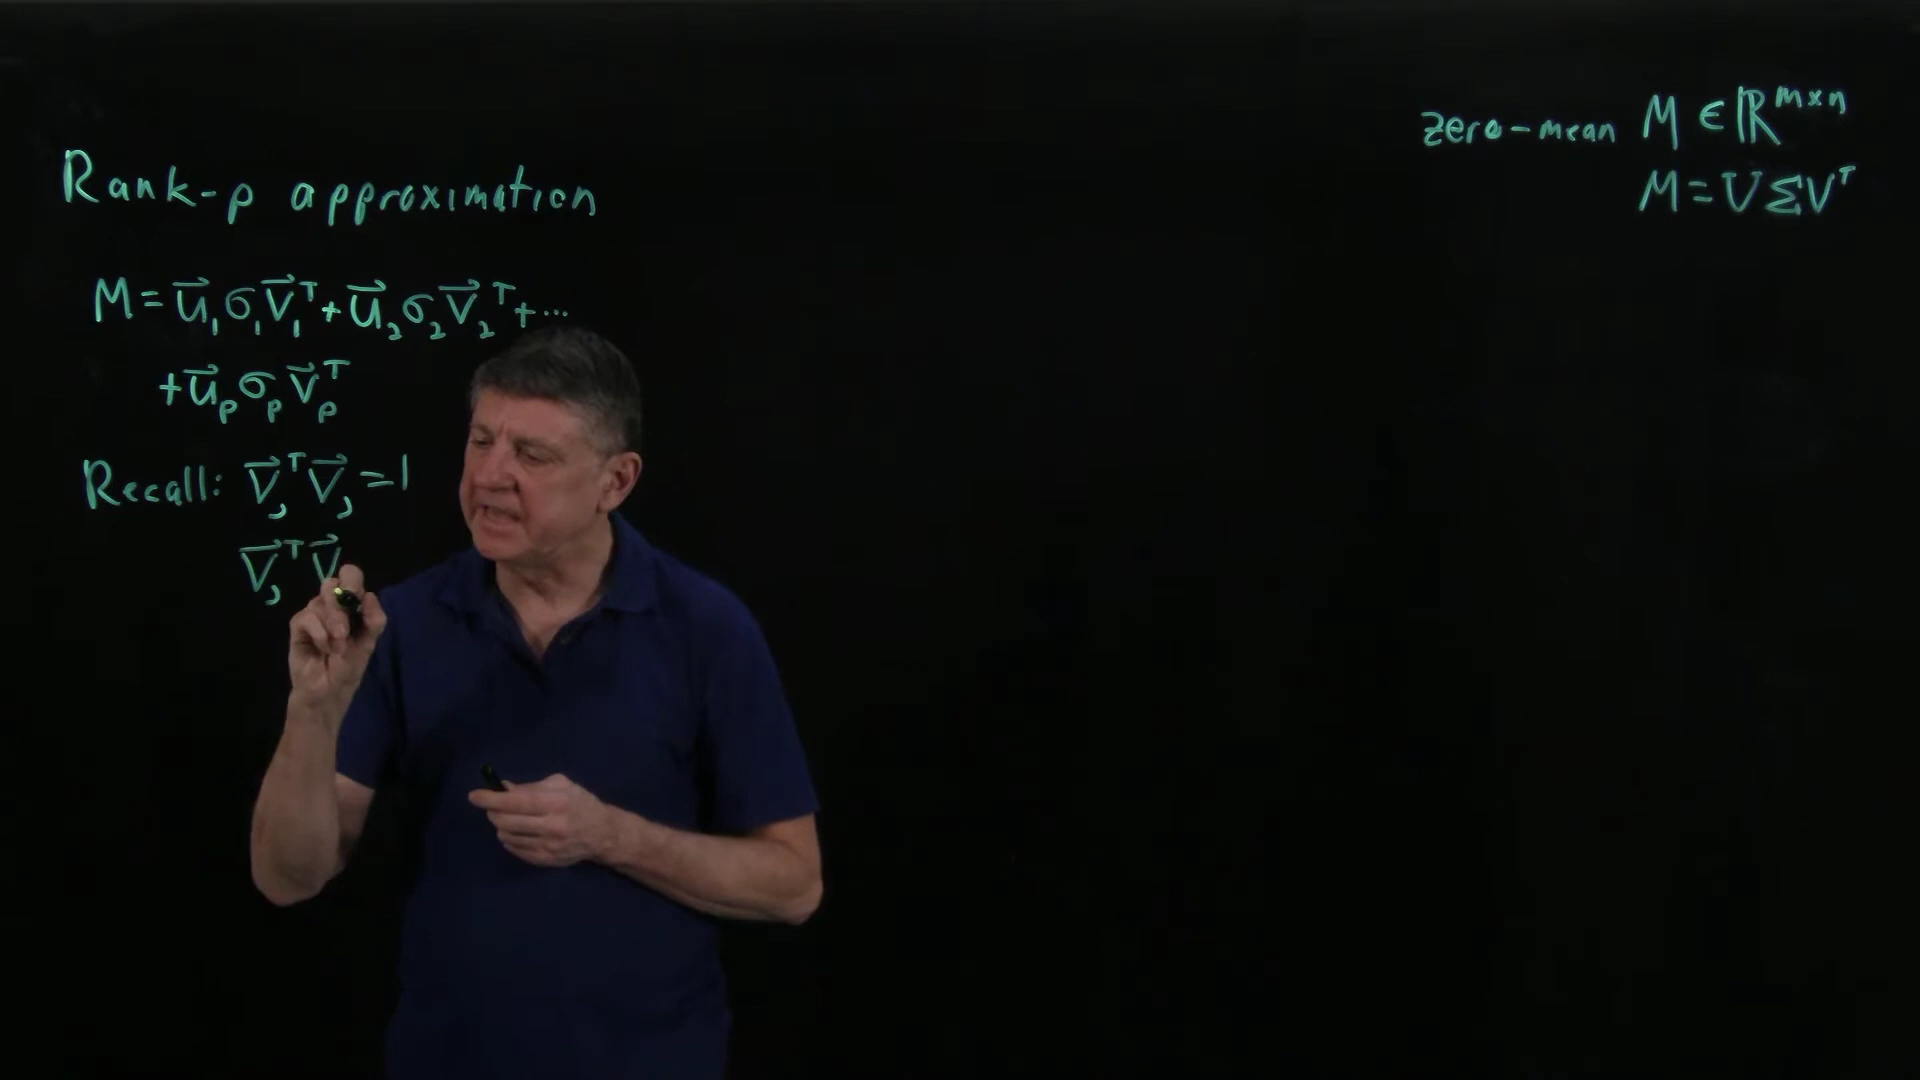 zero-mean M ∈ ℝ^{m×n}
M = UΣV^T
Rank-p approximation
M = u⃗₁σ₁v⃗₁^T + u⃗₂σ₂v⃗₂^T + ⋯
+ u⃗_pσ_pv⃗_p^T
Recall: v⃗_j^T v⃗_j = 1
v⃗_j^T v⃗